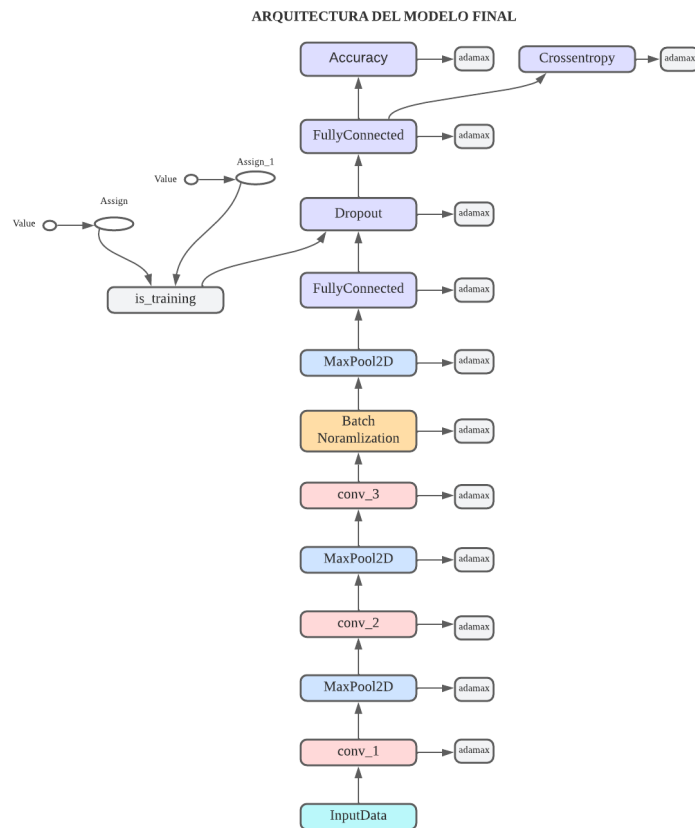 ARQUITECTURA DEL MODELO FINAL
Accuracy
adamax
Crossentropy
adamax
FullyConnected
adamax
Assign_1
Value
Assign
Value
Dropout
adamax
is_training
FullyConnected
adamax
MaxPool2D
adamax
Batch
Noramlization
adamax
conv_3
adamax
MaxPool2D
adamax
conv_2
adamax
MaxPool2D
adamax
conv_1
adamax
InputData